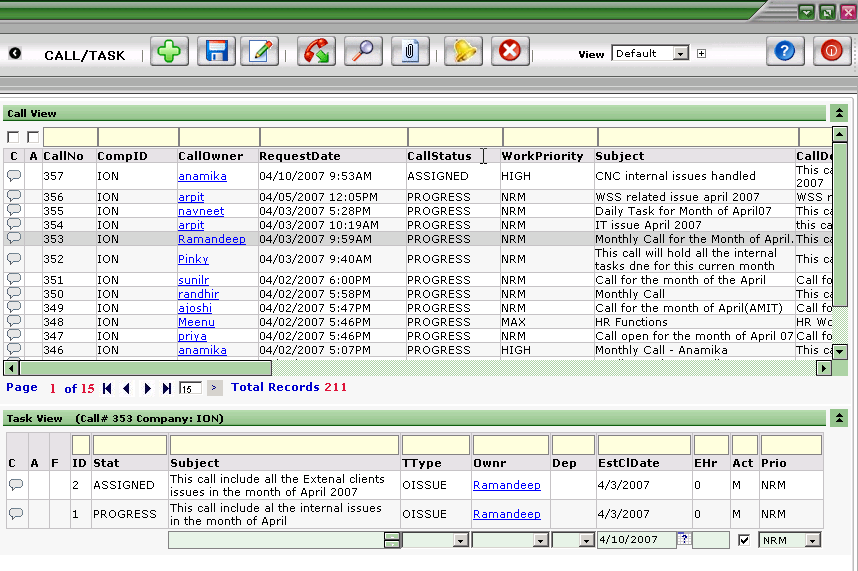 CALL/TASK View Default
Call View
C A CallNo CompID CallOwner RequestDate CallStatus WorkPriority Subject
357 ION anamika 04/10/2007 9:53AM ASSIGNED HIGH CNC internal issues handled This ca
2007
356 ION arpit 04/05/2007 12:05PM PROGRESS NRM WSS related issue april 2007 WSS r
355 ION navneet 04/03/2007 5:28PM PROGRESS NRM Daily Task for Month of April07 This ca
354 ION arpit 04/03/2007 10:19AM PROGRESS NRM IT issue April 2007 this ca
353 ION Ramandeep 04/03/2007 9:59AM PROGRESS NRM Monthly Call for the Month of April. This ca
352 ION Pinky 04/03/2007 9:40AM PROGRESS NRM This call will hold all the internal
tasks dne for this curren month This ca
351 ION sunilr 04/02/2007 6:00PM PROGRESS NRM Call for the month of the April Call fo
350 ION randhir 04/02/2007 5:58PM PROGRESS NRM Monthly Call This ca
349 ION ajoshi 04/02/2007 5:47PM PROGRESS NRM Call for the month of April(AMIT) Call fo
348 ION Meenu 04/02/2007 5:46PM PROGRESS MAX HR Functions HR Wo
347 ION priya 04/02/2007 5:46PM PROGRESS NRM Call open for the month of April 07 Call fo
346 ION anamika 04/02/2007 5:07PM PROGRESS HIGH Monthly Call - Anamika This ca
Page 1 of 15 15 > Total Records 211
Task View (Call# 353 Company: ION)
C A F ID Stat Subject TType Ownr Dep EstClDate EHr Act Prio
2 ASSIGNED This call include all the Extenal clients
issues in the month of April 2007 OISSUE Ramandeep 4/3/2007 0 M NRM
1 PROGRESS This call include al the internal issues
in the month of April OISSUE Ramandeep 4/3/2007 0 M NRM
4/10/2007 ? NRM